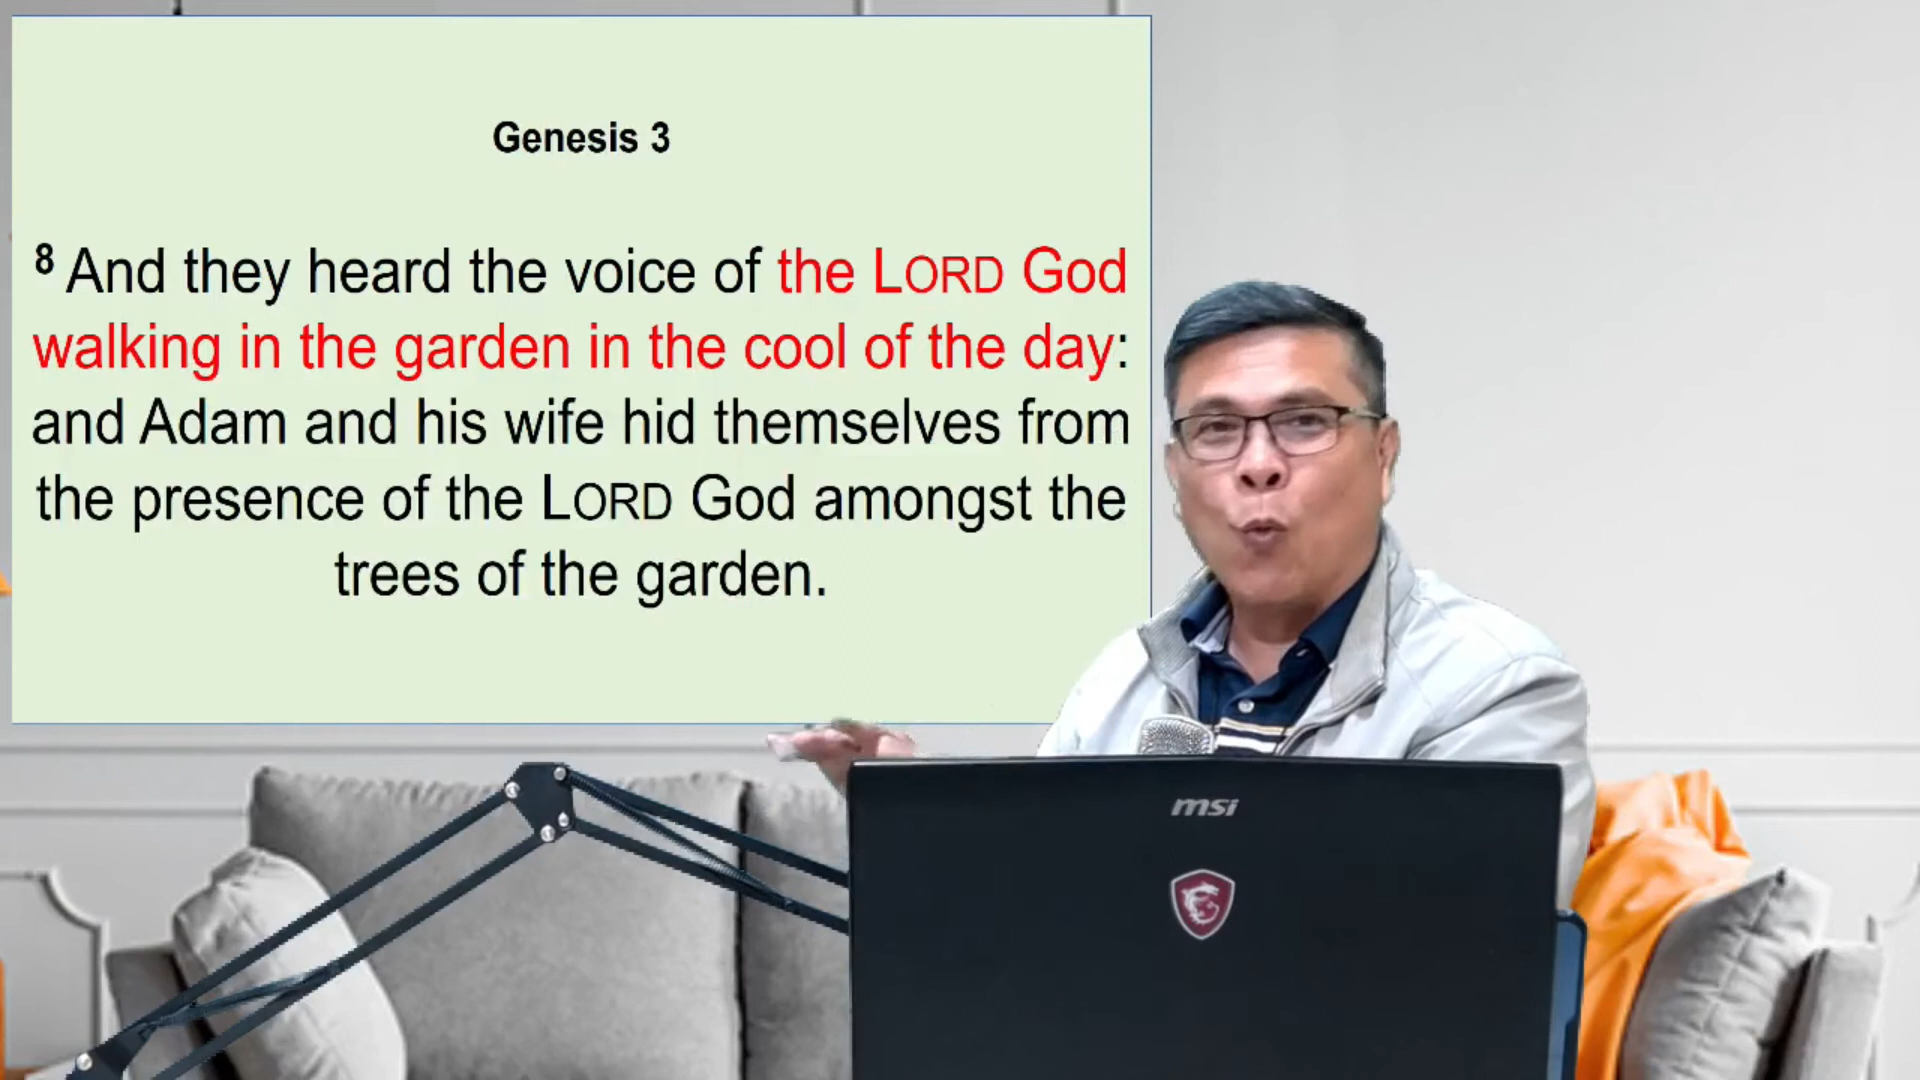 Genesis 3
8 And they heard the voice of the LORD God
walking in the garden in the cool of the day:
and Adam and his wife hid themselves from
the presence of the LORD God amongst the
trees of the garden.
msi